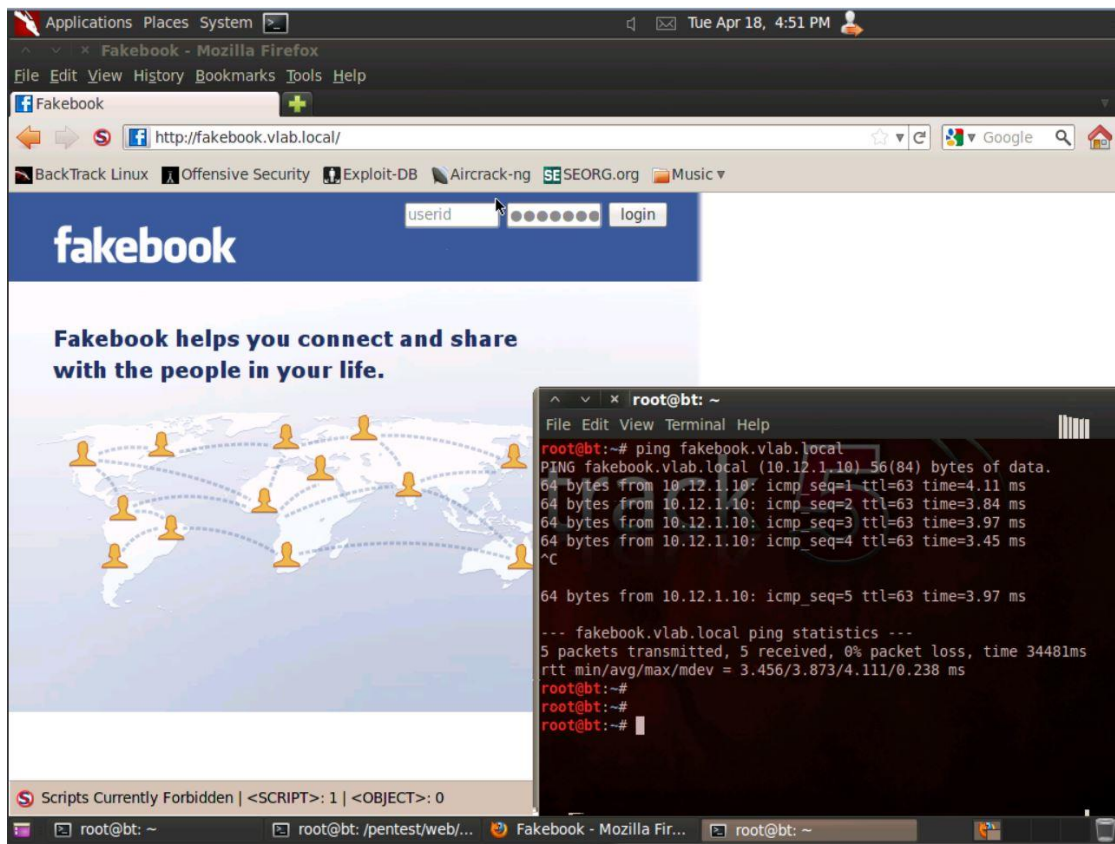 Applications Places System
Tue Apr 18, 4:51 PM
Fakebook - Mozilla Firefox
File Edit View History Bookmarks Tools Help
Fakebook
http://fakebook.vlab.local/
Google
BackTrack Linux Offensive Security Exploit-DB Aircrack-ng SE SEORG.org Music
userid login
fakebook
Fakebook helps you connect and share
with the people in your life.
root@bt: ~
File Edit View Terminal Help
root@bt:~# ping fakebook.vlab.local
PING fakebook.vlab.local (10.12.1.10) 56(84) bytes of data.
64 bytes from 10.12.1.10: icmp_seq=1 ttl=63 time=4.11 ms
64 bytes from 10.12.1.10: icmp_seq=2 ttl=63 time=3.84 ms
64 bytes from 10.12.1.10: icmp_seq=3 ttl=63 time=3.97 ms
64 bytes from 10.12.1.10: icmp_seq=4 ttl=63 time=3.45 ms
^C
64 bytes from 10.12.1.10: icmp_seq=5 ttl=63 time=3.97 ms
--- fakebook.vlab.local ping statistics ---
5 packets transmitted, 5 received, 0% packet loss, time 34481ms
rtt min/avg/max/mdev = 3.456/3.873/4.111/0.238 ms
root@bt:~#
root@bt:~#
root@bt:~#
Scripts Currently Forbidden | <SCRIPT>: 1 | <OBJECT>: 0
root@bt: ~ root@bt: /pentest/web/... Fakebook - Mozilla Fir... root@bt: ~